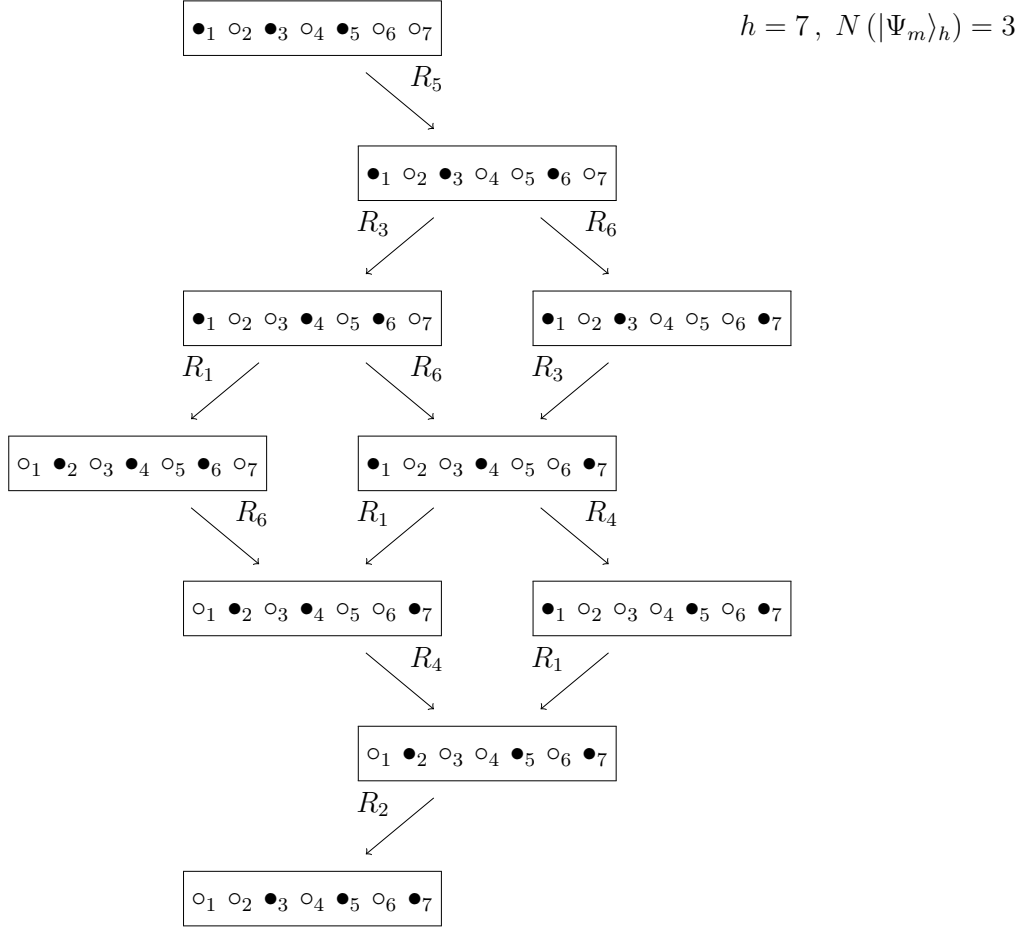 ●₁ ○₂ ●₃ ○₄ ●₅ ○₆ ○₇
h = 7 , N (|Ψₘ⟩ₕ) = 3
R₅
●₁ ○₂ ●₃ ○₄ ○₅ ●₆ ○₇
R₃ R₆
●₁ ○₂ ○₃ ●₄ ○₅ ●₆ ○₇
●₁ ○₂ ●₃ ○₄ ○₅ ○₆ ●₇
R₁ R₆ R₃
○₁ ●₂ ○₃ ●₄ ○₅ ●₆ ○₇
●₁ ○₂ ○₃ ●₄ ○₅ ○₆ ●₇
R₆ R₁ R₄
○₁ ●₂ ○₃ ●₄ ○₅ ○₆ ●₇
●₁ ○₂ ○₃ ○₄ ●₅ ○₆ ●₇
R₄ R₁
○₁ ●₂ ○₃ ○₄ ●₅ ○₆ ●₇
R₂
○₁ ○₂ ●₃ ○₄ ●₅ ○₆ ●₇